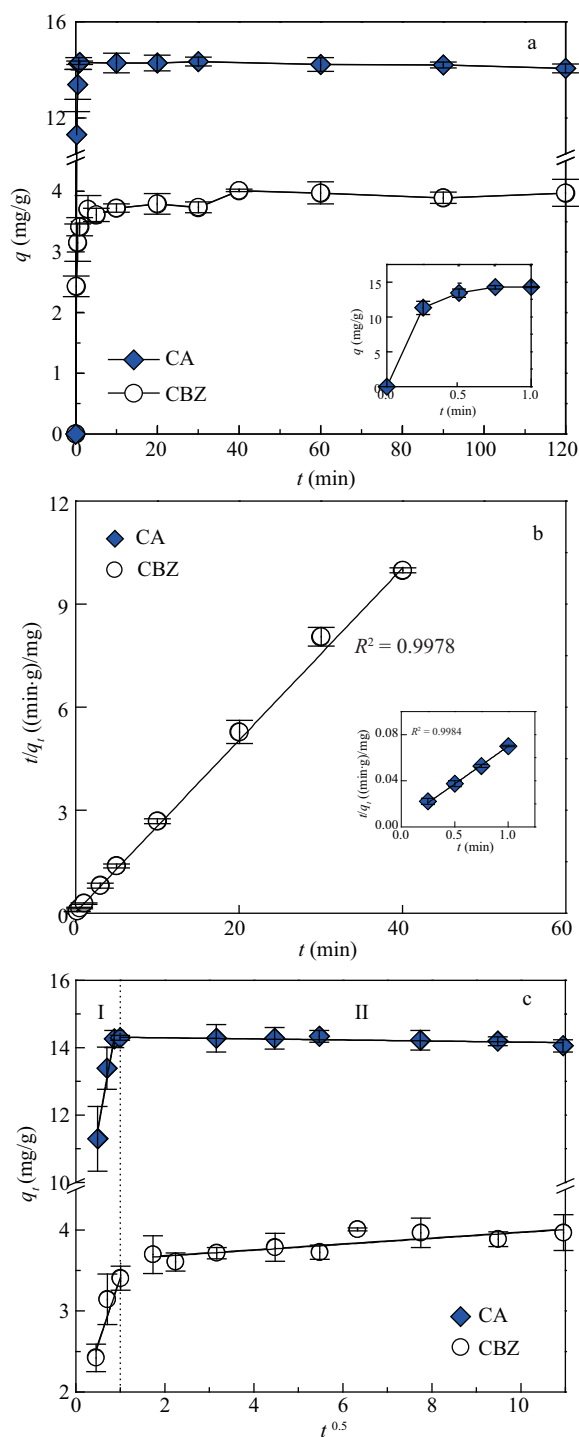 16
a
12
4
3
2
1
0
q (mg/g)
CA
CBZ
15
10
5
0
q (mg/g)
0.0
0.5
1.0
t (min)
0
20
40
60
80
100
120
t (min)
12
b
9
6
3
0
t/qt ((min·g)/mg)
CA
CBZ
R² = 0.9978
0.08
0.04
0.00
t/qt ((min·g)/mg)
R² = 0.9984
0.0
0.5
1.0
t (min)
0
20
40
60
t (min)
16
I
II
c
14
12
10
4
3
2
qt (mg/g)
CA
CBZ
0
2
4
6
8
10
t 0.5